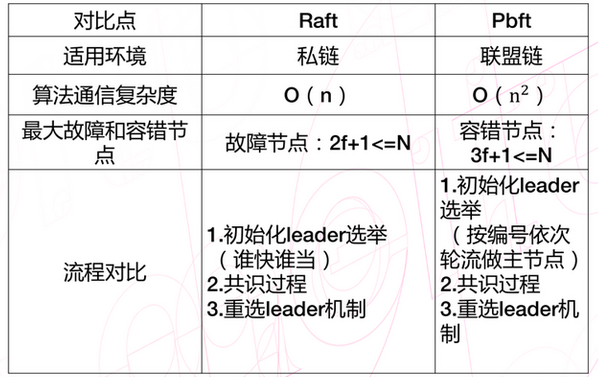 对比点 Raft Pbft
适用环境 私链 联盟链
算法通信复杂度 O（n） O（n²）
最大故障和容错节
点
故障节点：2f+1<=N
容错节点：
3f+1<=N
流程对比
1.初始化leader选举
（谁快谁当）
2.共识过程
3.重选leader机制
1.初始化leader
选举
（按编号依次
轮流做主节点）
2.共识过程
3.重选leader机
制